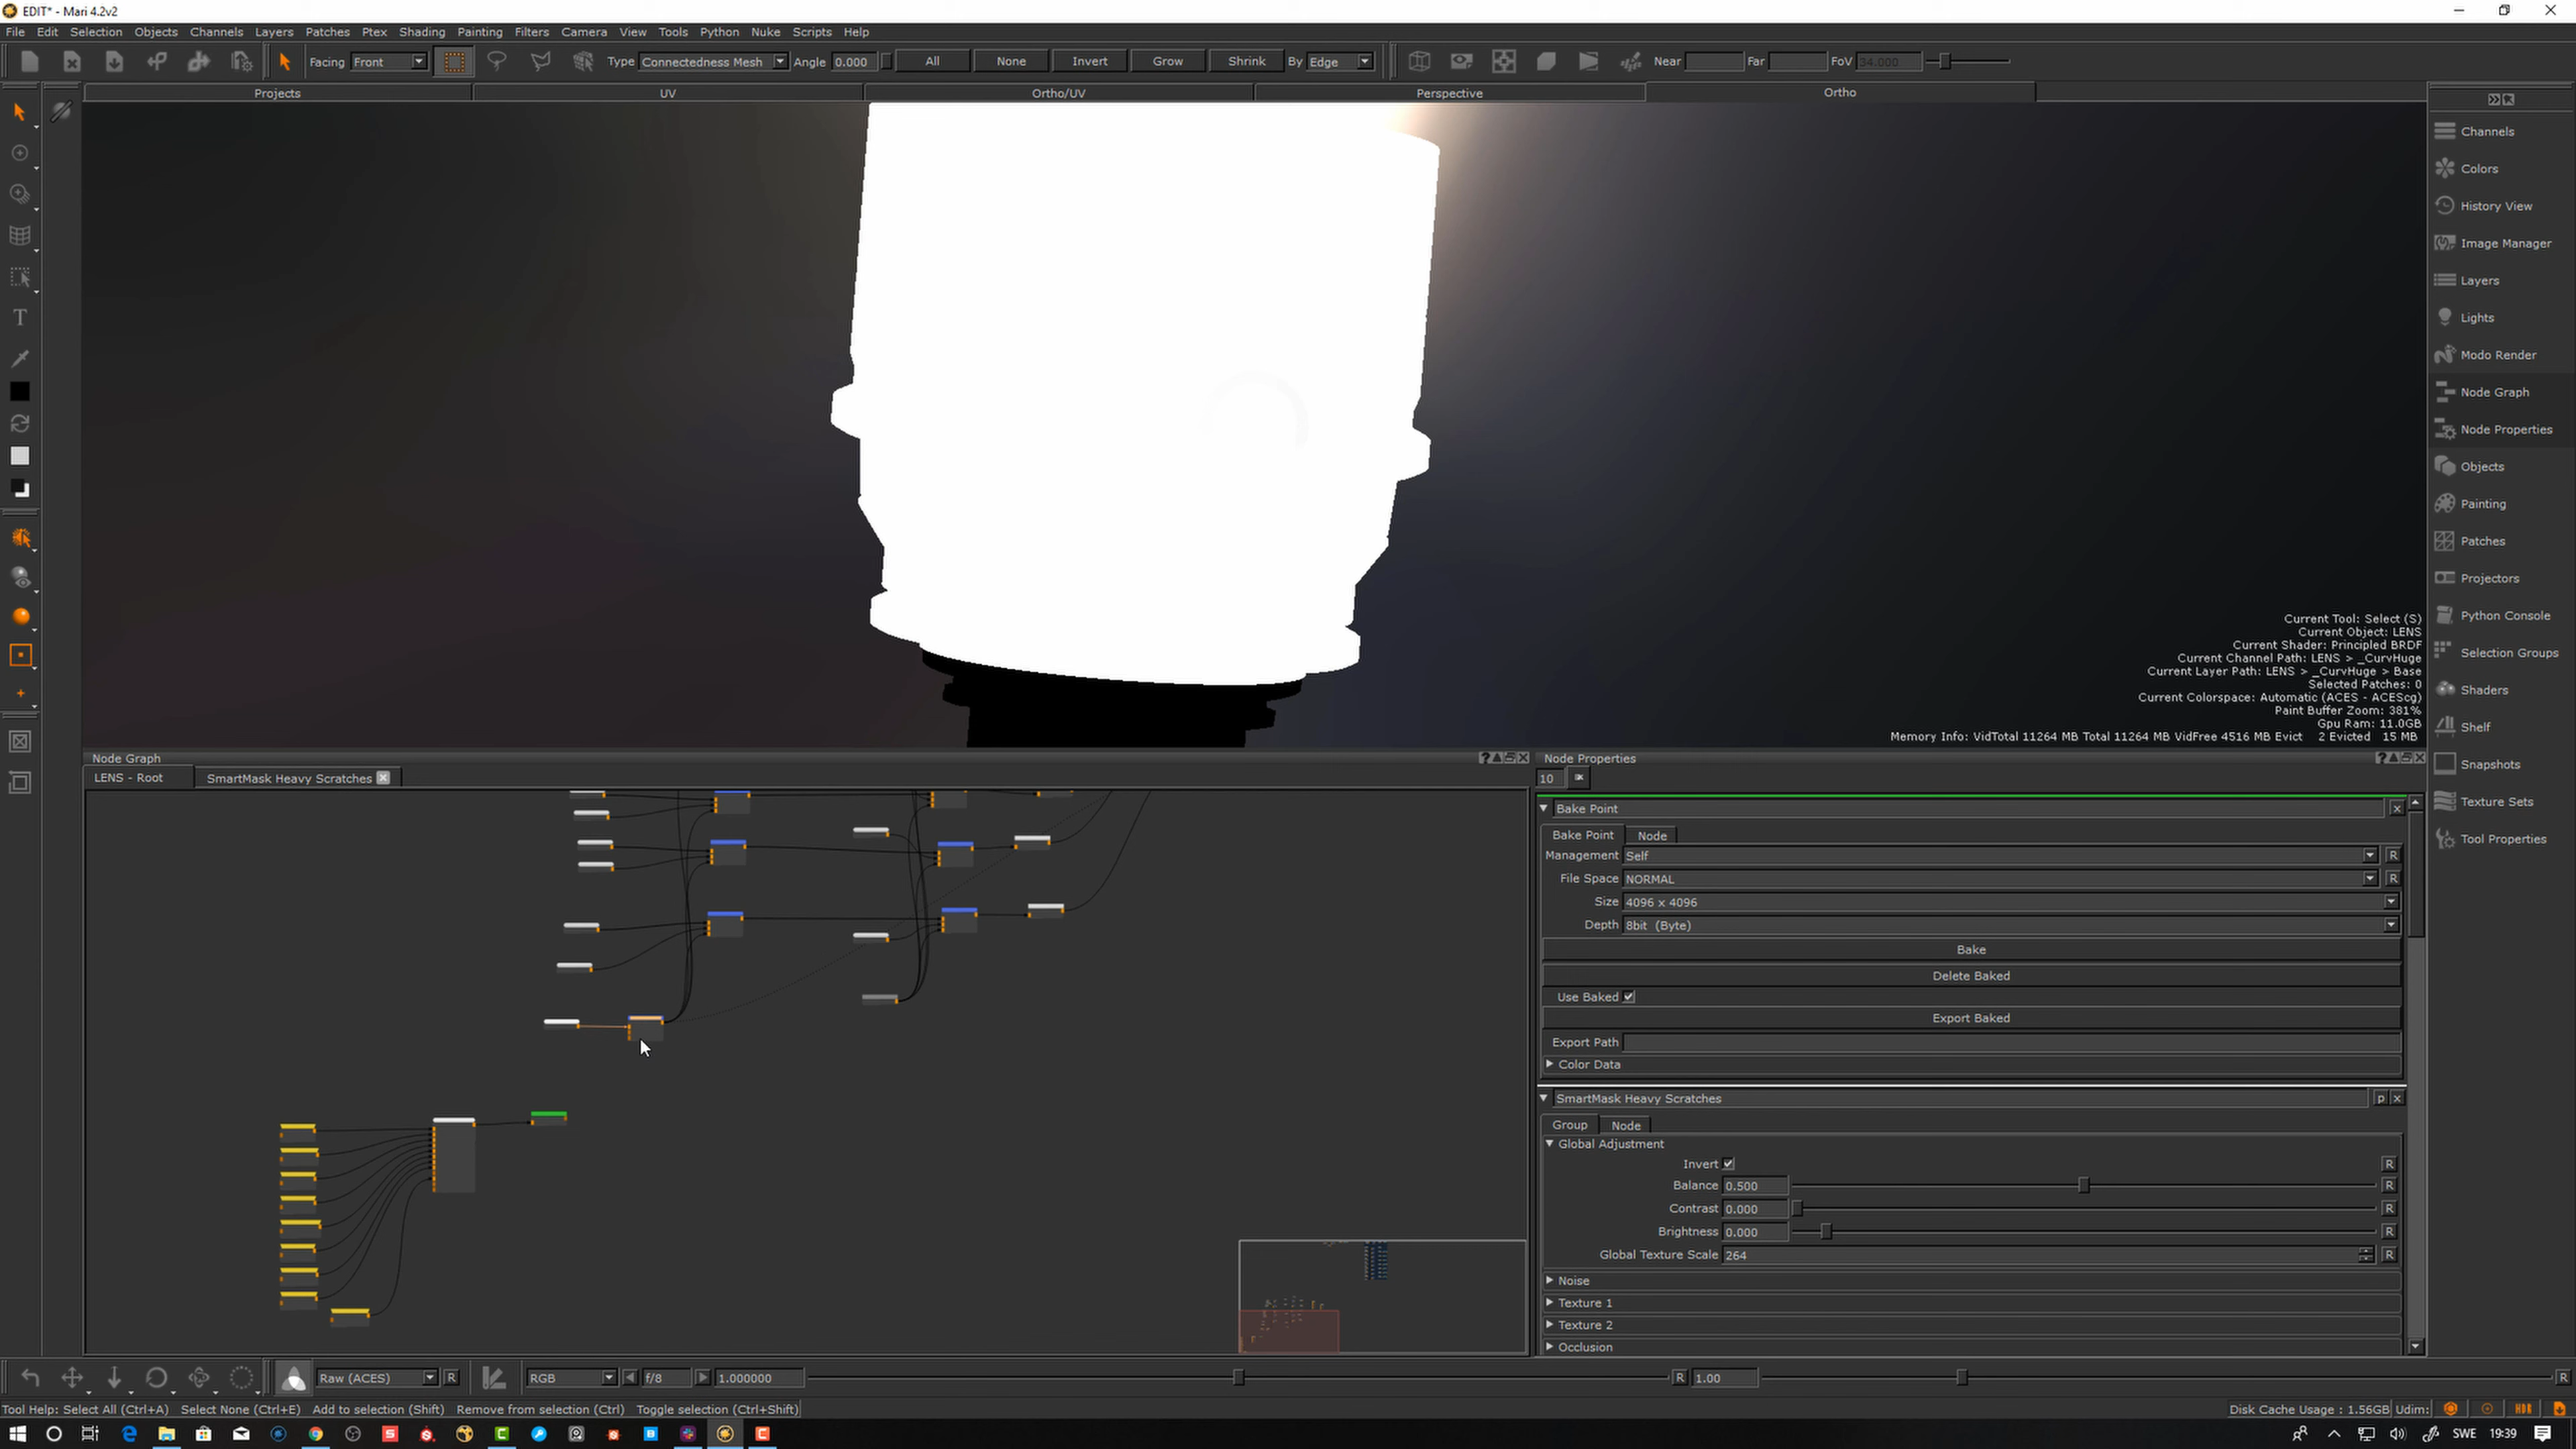 EDIT* - Mari 4.2v2
File Edit Selection Objects Channels Layers Patches Ptex Shading Painting Filters Camera View Tools Python Nuke Scripts Help
Facing Front Type Connectedness Mesh Angle 0.000 All None Invert Grow Shrink By Edge Near Far FoV 34.000
Projects UV Ortho/UV Perspective Ortho
Channels
Colors
History View
Image Manager
Layers
Lights
Modo Render
Node Graph
Node Properties
Objects
Painting
Patches
Projectors
Python Console
Selection Groups
Shaders
Shelf
Snapshots
Texture Sets
Tool Properties
Current Tool: Select (S)
Current Object: LENS
Current Shader: Principled BRDF
Current Channel Path: LENS > _CurvHuge
Current Layer Path: LENS > _CurvHuge > Base
Selected Patches: 0
Current Colorspace: Automatic (ACES - ACEScg)
Paint Buffer Zoom: 381%
Gpu Ram: 11.0GB
Memory Info: VidTotal 11264 MB Total 11264 MB VidFree 4516 MB Evict 2 Evicted 15 MB
Node Graph
LENS - Root SmartMask Heavy Scratches
Node Properties
10
Bake Point
Bake Point Node
Management Self R
File Space NORMAL R
Size 4096 x 4096
Depth 8bit (Byte)
Bake
Delete Baked
Use Baked
Export Baked
Export Path
Color Data
SmartMask Heavy Scratches p
Group Node
Global Adjustment
Invert R
Balance 0.500 R
Contrast 0.000 R
Brightness 0.000 R
Global Texture Scale 264 R
Noise
Texture 1
Texture 2
Occlusion
Raw (ACES) R RGB f/8 1.000000 R 1.00 R
Tool Help: Select All (Ctrl+A) Select None (Ctrl+E) Add to selection (Shift) Remove from selection (Ctrl) Toggle selection (Ctrl+Shift)
Disk Cache Usage : 1.56GB Udim: HDR
SWE 19:39